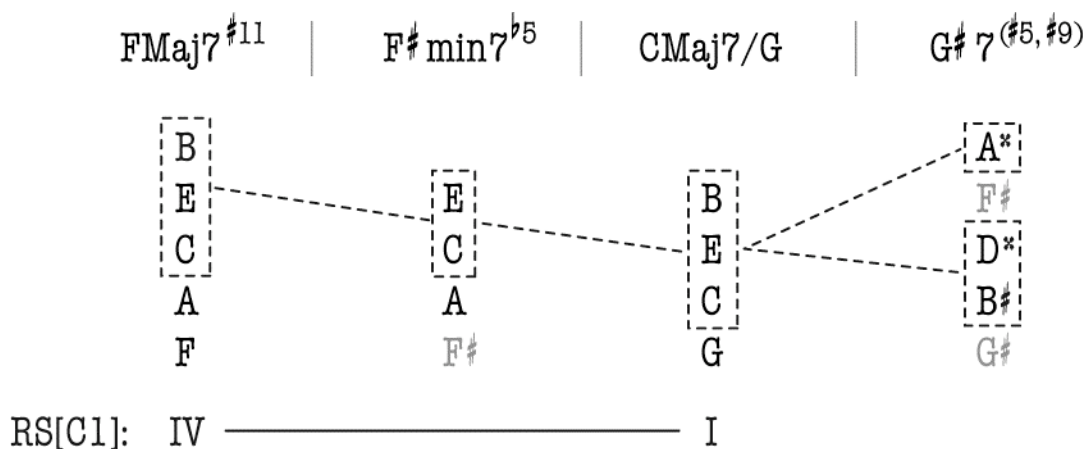 FMaj7♯11 | F♯min7♭5 | CMaj7/G | G♯7(♯5,♯9)
B A𝄪
E E B F♯
C C E D𝄪
A A C B♯
F F♯ G G♯
RS[C1]: IV I